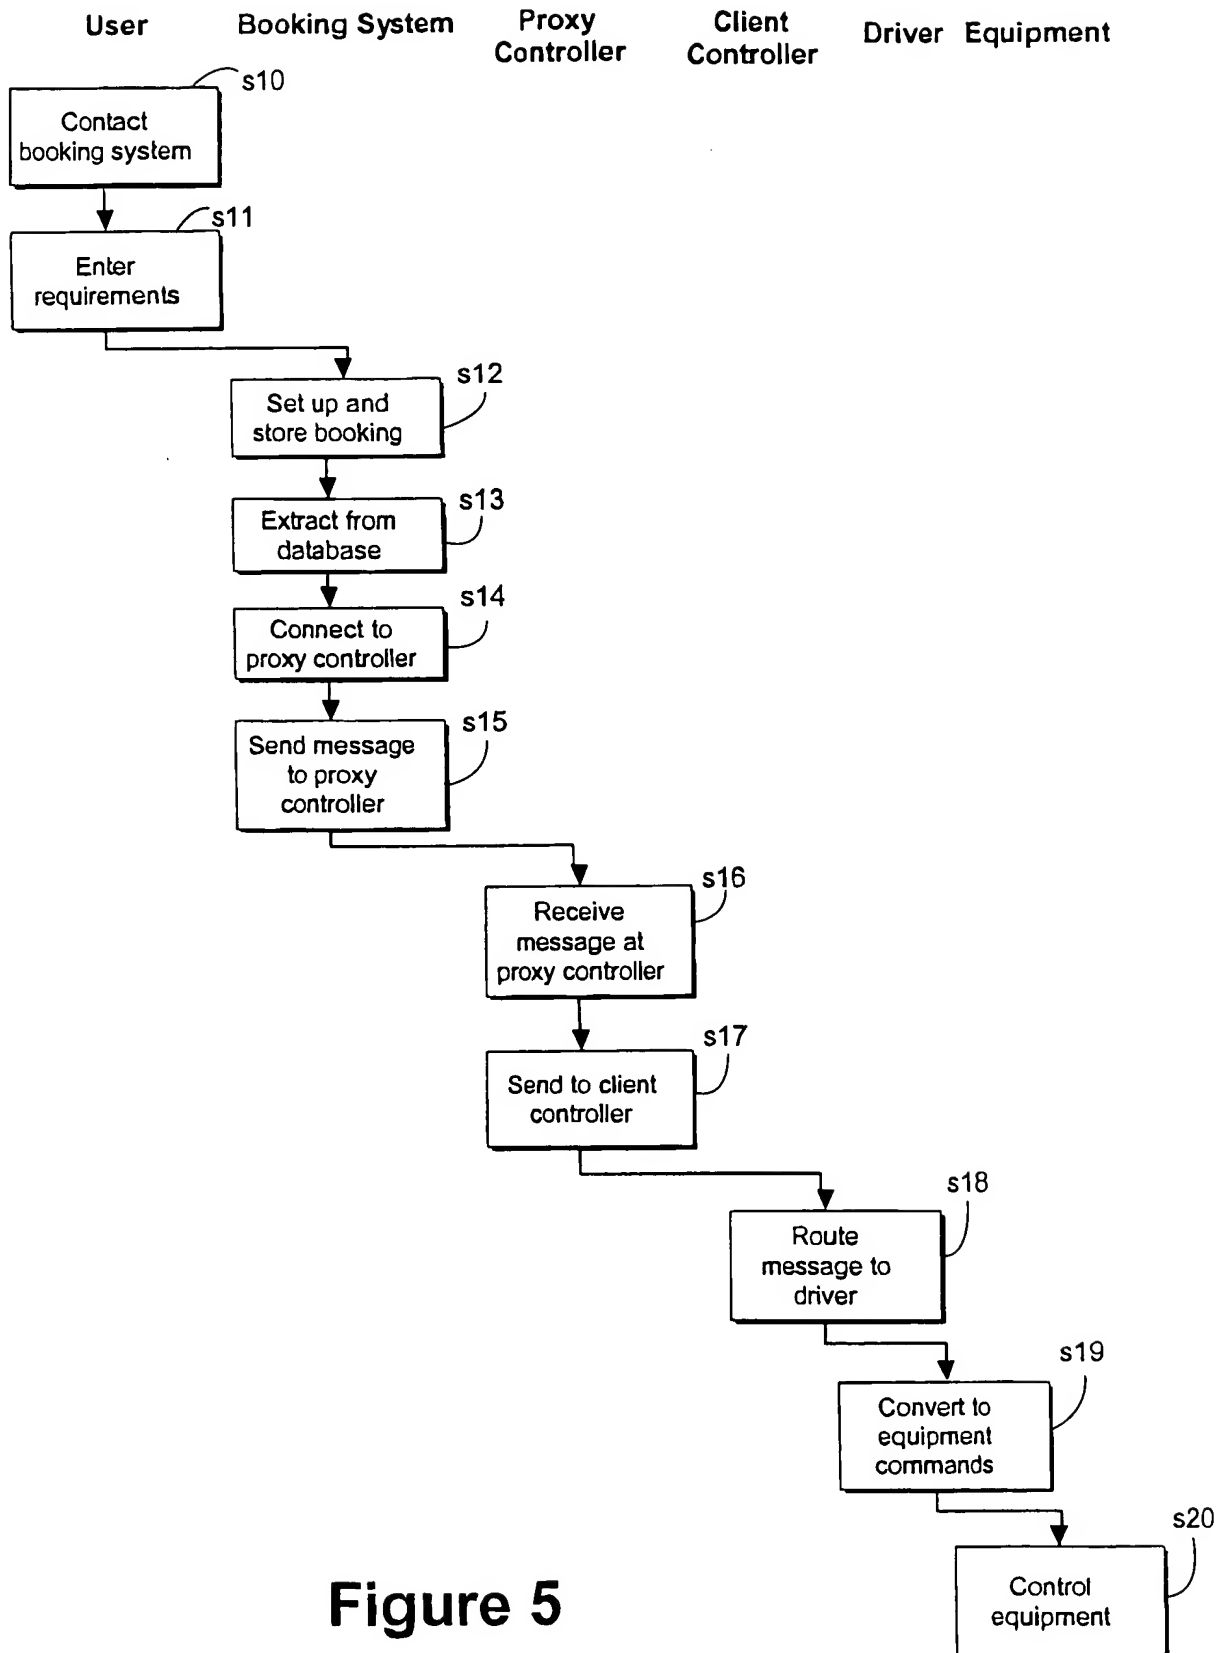 User Booking System Proxy Controller Client Controller Driver Equipment
s10
Contact
booking system
s11
Enter
requirements
s12
Set up and
store booking
s13
Extract from
database
s14
Connect to
proxy controller
s15
Send message
to proxy
controller
s16
Receive
message at
proxy controller
s17
Send to client
controller
s18
Route
message to
driver
s19
Convert to
equipment
commands
s20
Control
equipment
Figure 5